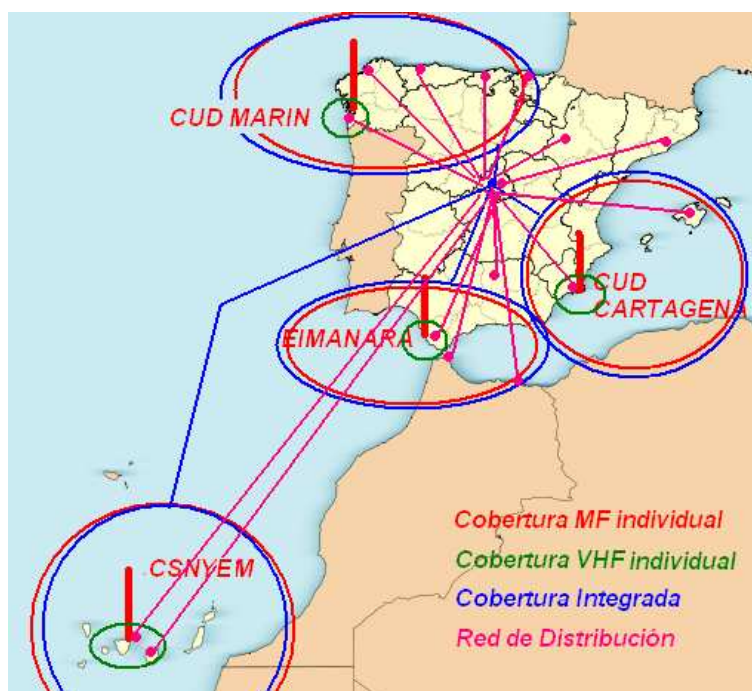 CUD MARIN
CUD
CARTAGENA
EIMANARA
CSNYEM
Cobertura MF individual
Cobertura VHF individual
Cobertura Integrada
Red de Distribución